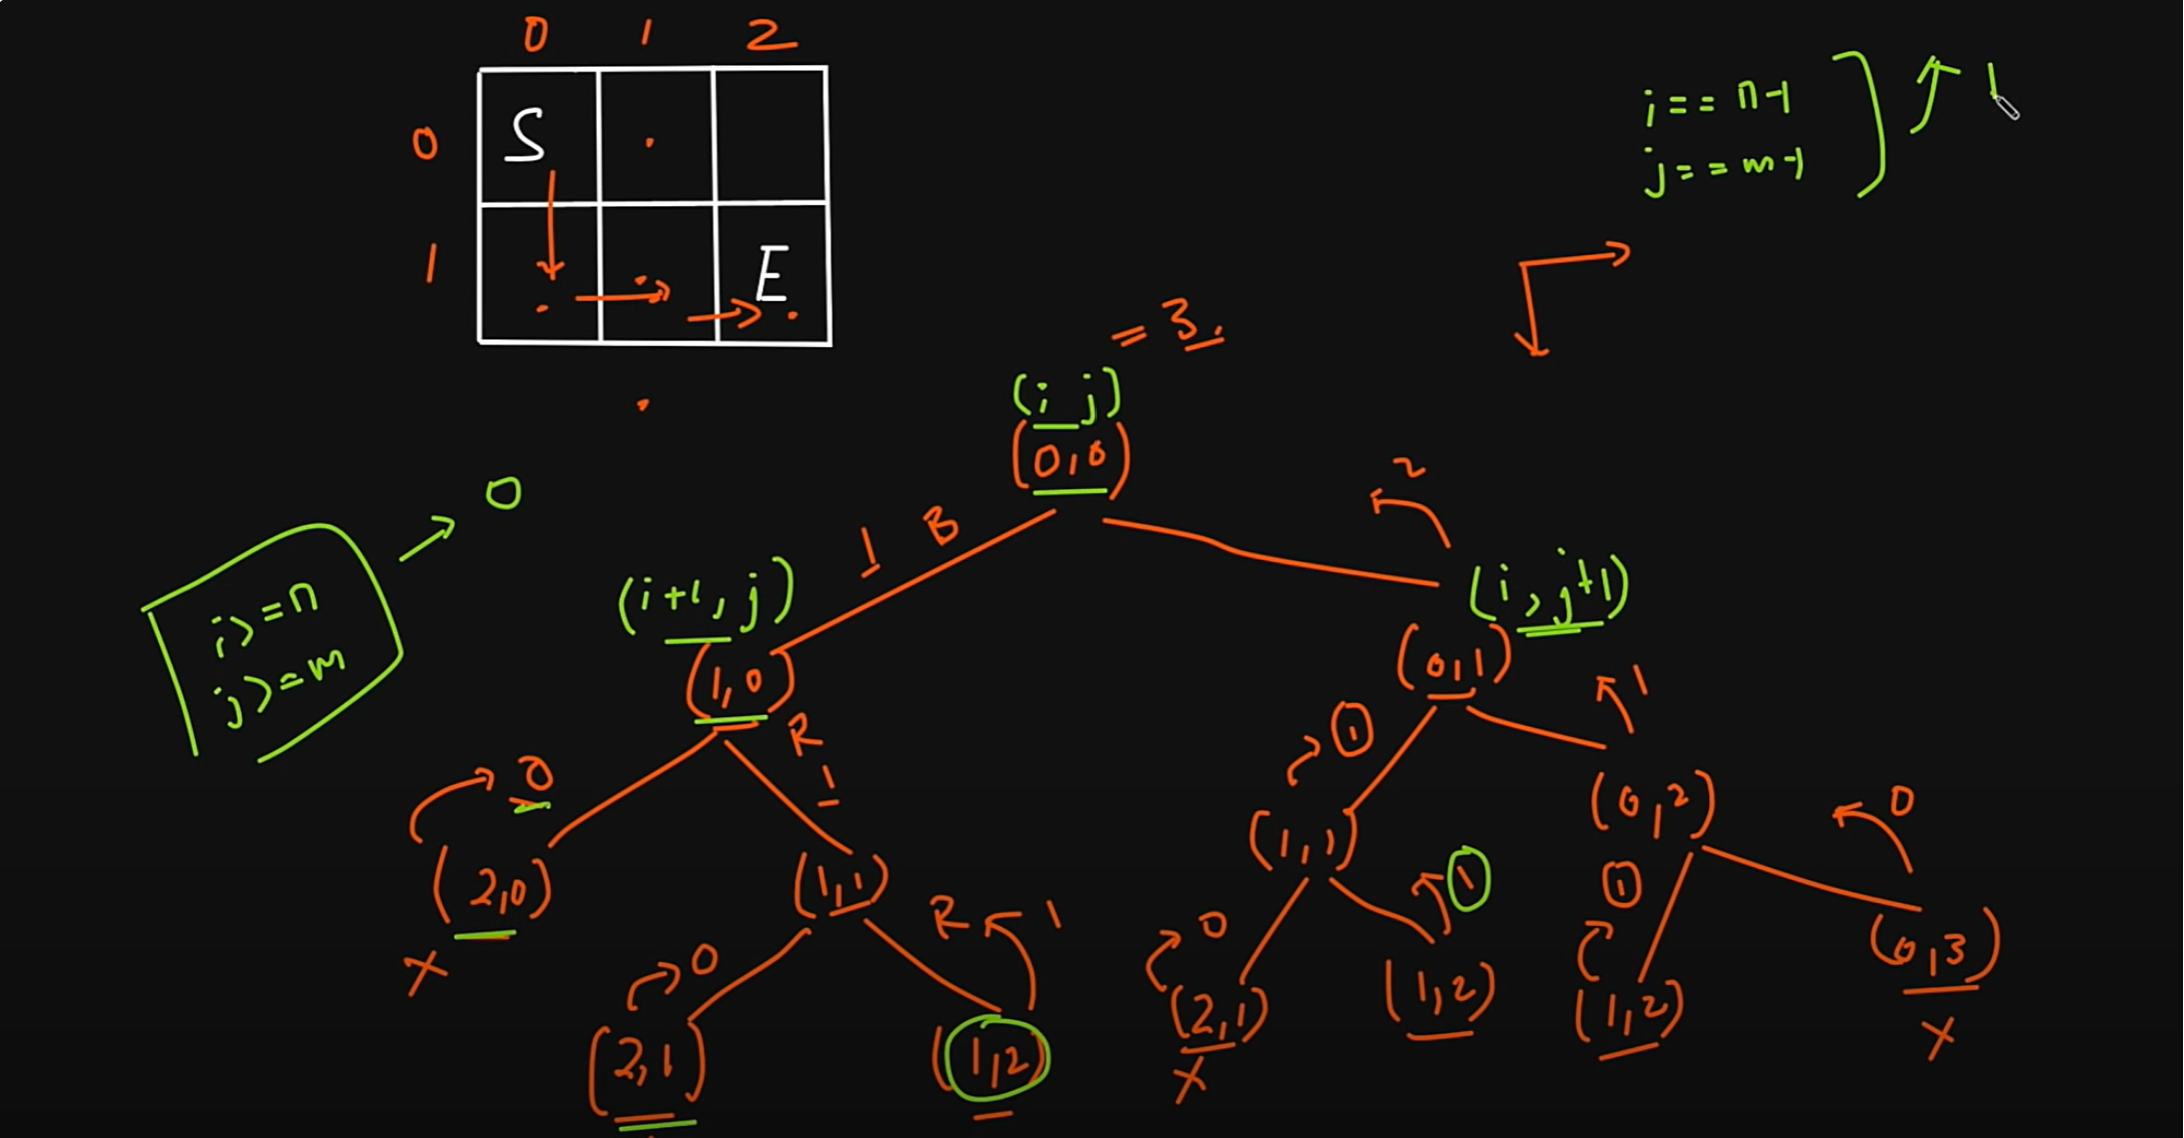 0 1 2
0 S
1 E
i == n-1
j == m-1
1
= 3.
(i j)
(0,0)
0
i>=n
j>=m
1 B
2
(i+1, j)
(i, j+1)
(1,0)
(0,1)
R
1
1
1
0
(2,0)
(1,1)
(1,1)
(0,2)
0
X
R 1
0
(2,1)
(1,2)
0
1
(2,1)
X
(1,2)
1
(1,2)
(0,3)
X